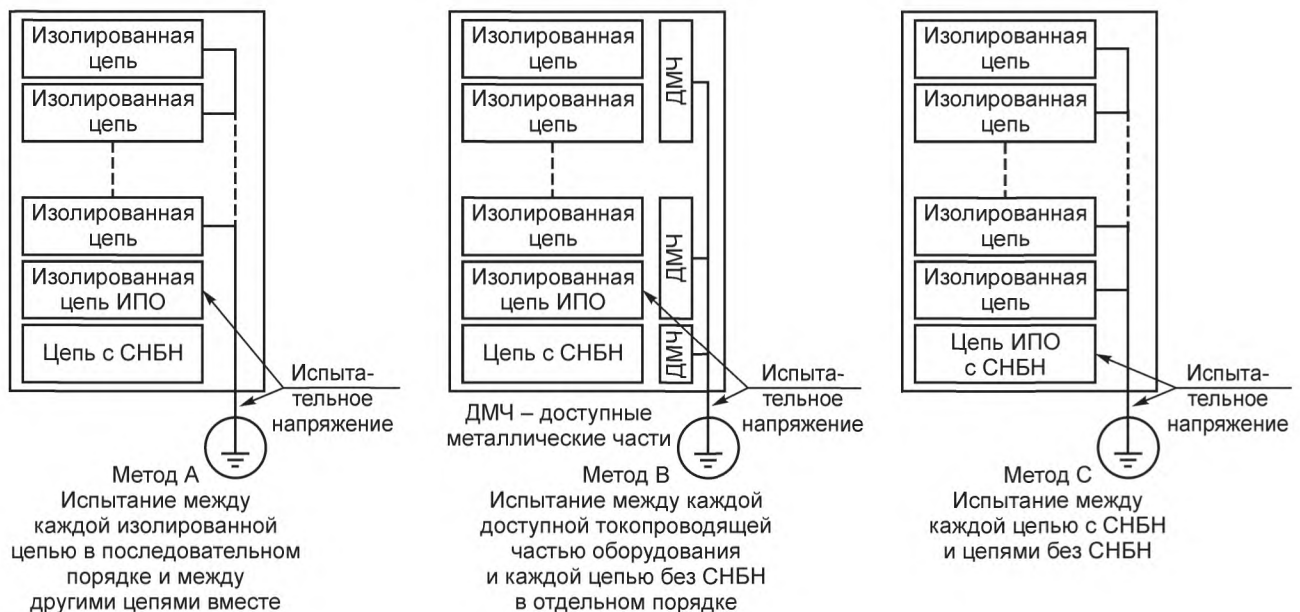 Изолированная
цепь
Изолированная
цепь
Изолированная
цепь
Изолированная
цепь ИПО
Цепь с СНБН
Испыта-
тельное
напряжение
Метод А
Испытание между
каждой изолированной
цепью в последовательном
порядке и между
другими цепями вместе
Изолированная
цепь
Изолированная
цепь
Изолированная
цепь
Изолированная
цепь ИПО
Цепь с СНБН
ДМЧ
ДМЧ
ДМЧ
Испыта-
тельное
напряжение
ДМЧ – доступные
металлические части
Метод В
Испытание между каждой
доступной токопроводящей
частью оборудования
и каждой цепью без СНБН
в отдельном порядке
Изолированная
цепь
Изолированная
цепь
Изолированная
цепь
Изолированная
цепь
Цепь ИПО
с СНБН
Испыта-
тельное
напряжение
Метод С
Испытание между
каждой цепью с СНБН
и цепями без СНБН